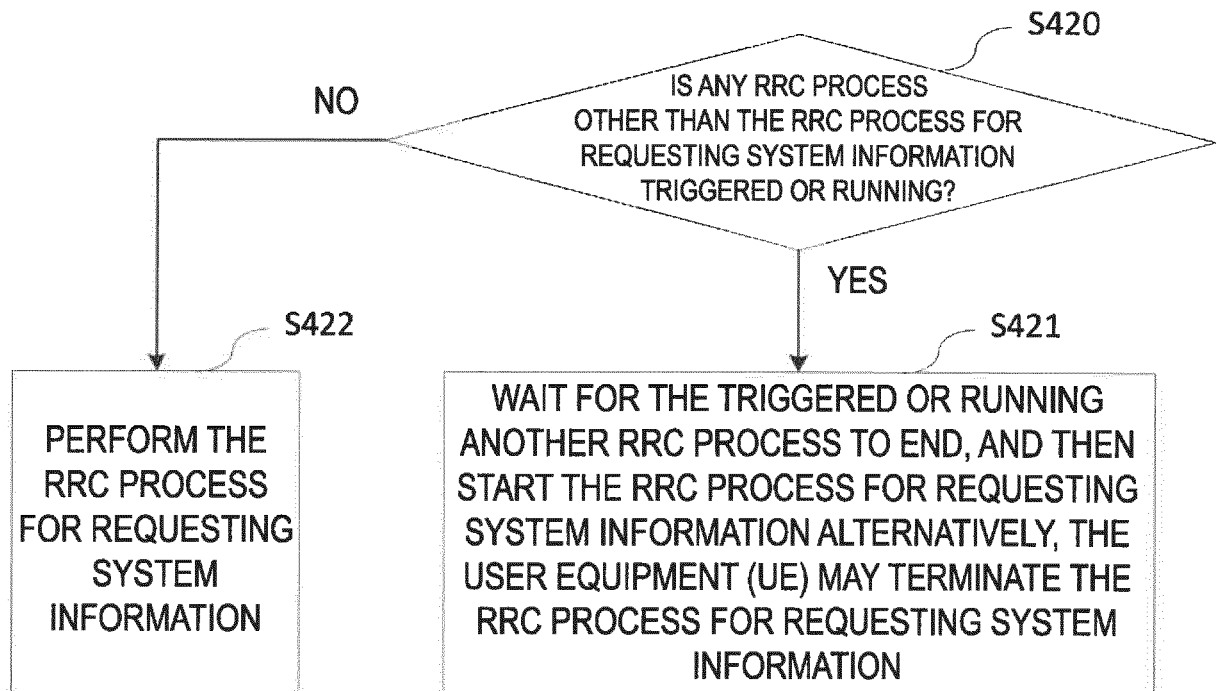 S420
IS ANY RRC PROCESS
OTHER THAN THE RRC PROCESS FOR
REQUESTING SYSTEM INFORMATION
TRIGGERED OR RUNNING?
NO
YES
S422
S421
PERFORM THE
RRC PROCESS
FOR REQUESTING
SYSTEM
INFORMATION
WAIT FOR THE TRIGGERED OR RUNNING
ANOTHER RRC PROCESS TO END, AND THEN
START THE RRC PROCESS FOR REQUESTING
SYSTEM INFORMATION ALTERNATIVELY, THE
USER EQUIPMENT (UE) MAY TERMINATE THE
RRC PROCESS FOR REQUESTING SYSTEM
INFORMATION